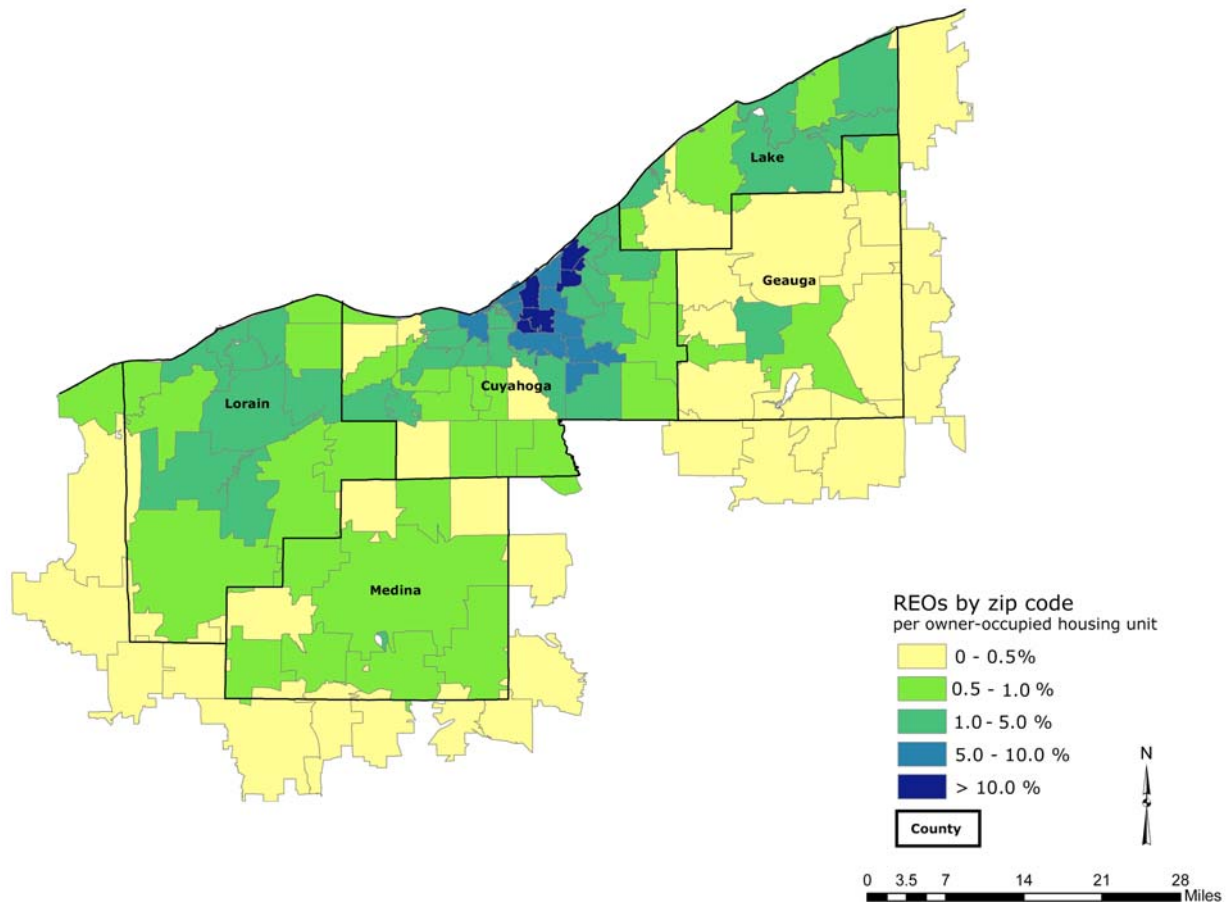 Lake
Geauga
Cuyahoga
Lorain
Medina
REOs by zip code
per owner-occupied housing unit
0 - 0.5%
0.5 - 1.0 %
1.0 - 5.0 %
5.0 - 10.0 %
> 10.0 %
County
N
0 3.5 7 14 21 28
Miles